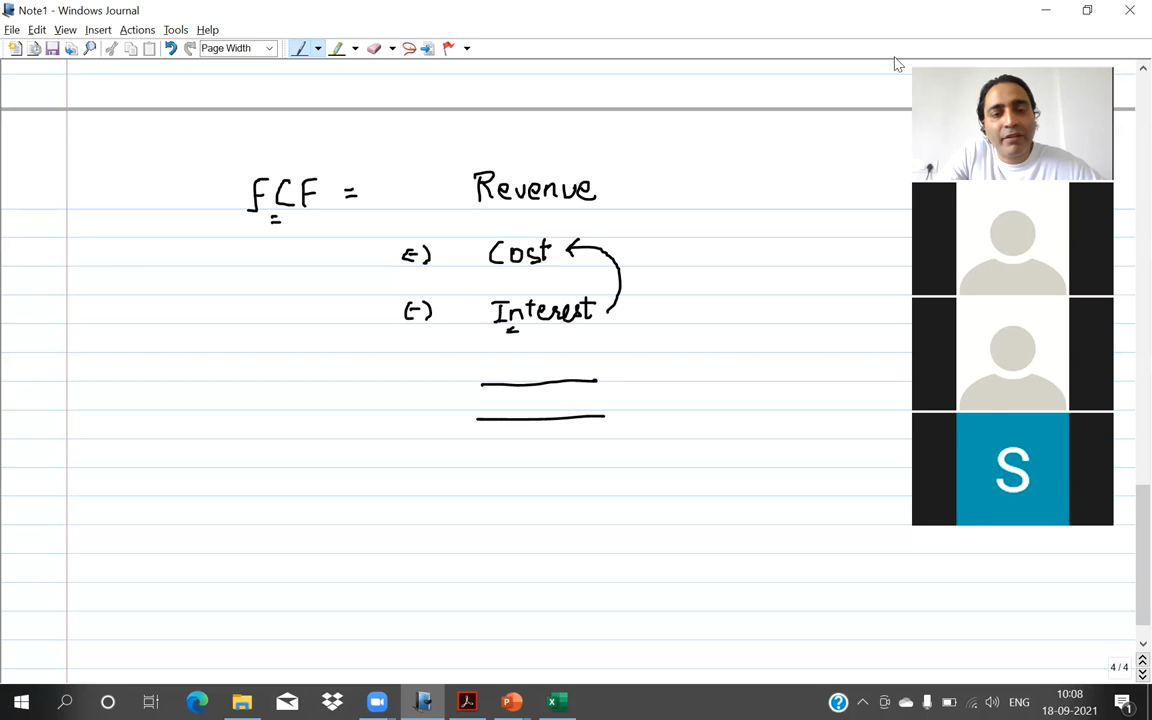 Note1 - Windows Journal
File Edit View Insert Actions Tools Help
Page Width
FCF = Revenue
(-) Cost
(-) Interest
S
4/4
ENG
10:08
18-09-2021
1